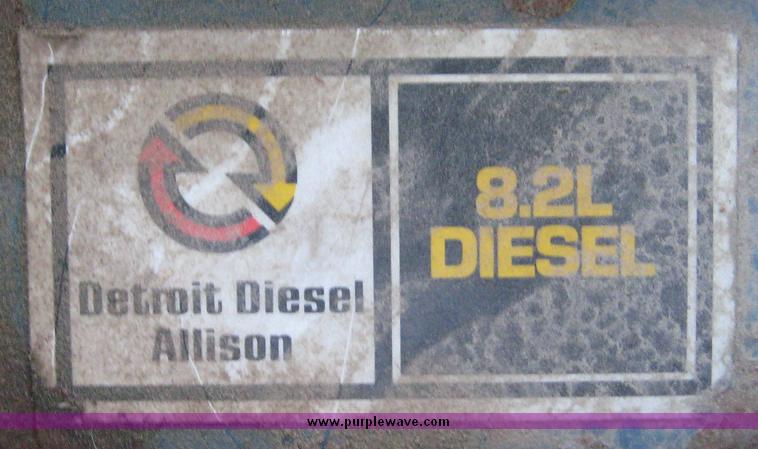 Detroit Diesel
Allison
8.2L
DIESEL
www.purplewave.com